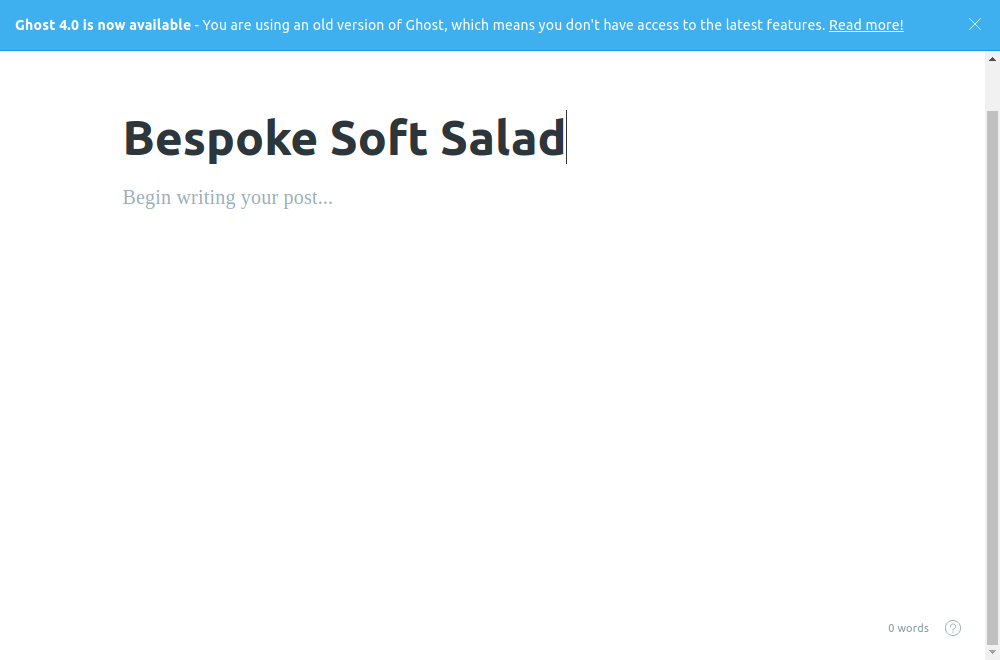 Ghost 4.0 is now available - You are using an old version of Ghost, which means you don't have access to the latest features. Read more!
Bespoke Soft Salad
Begin writing your post...
0 words
?